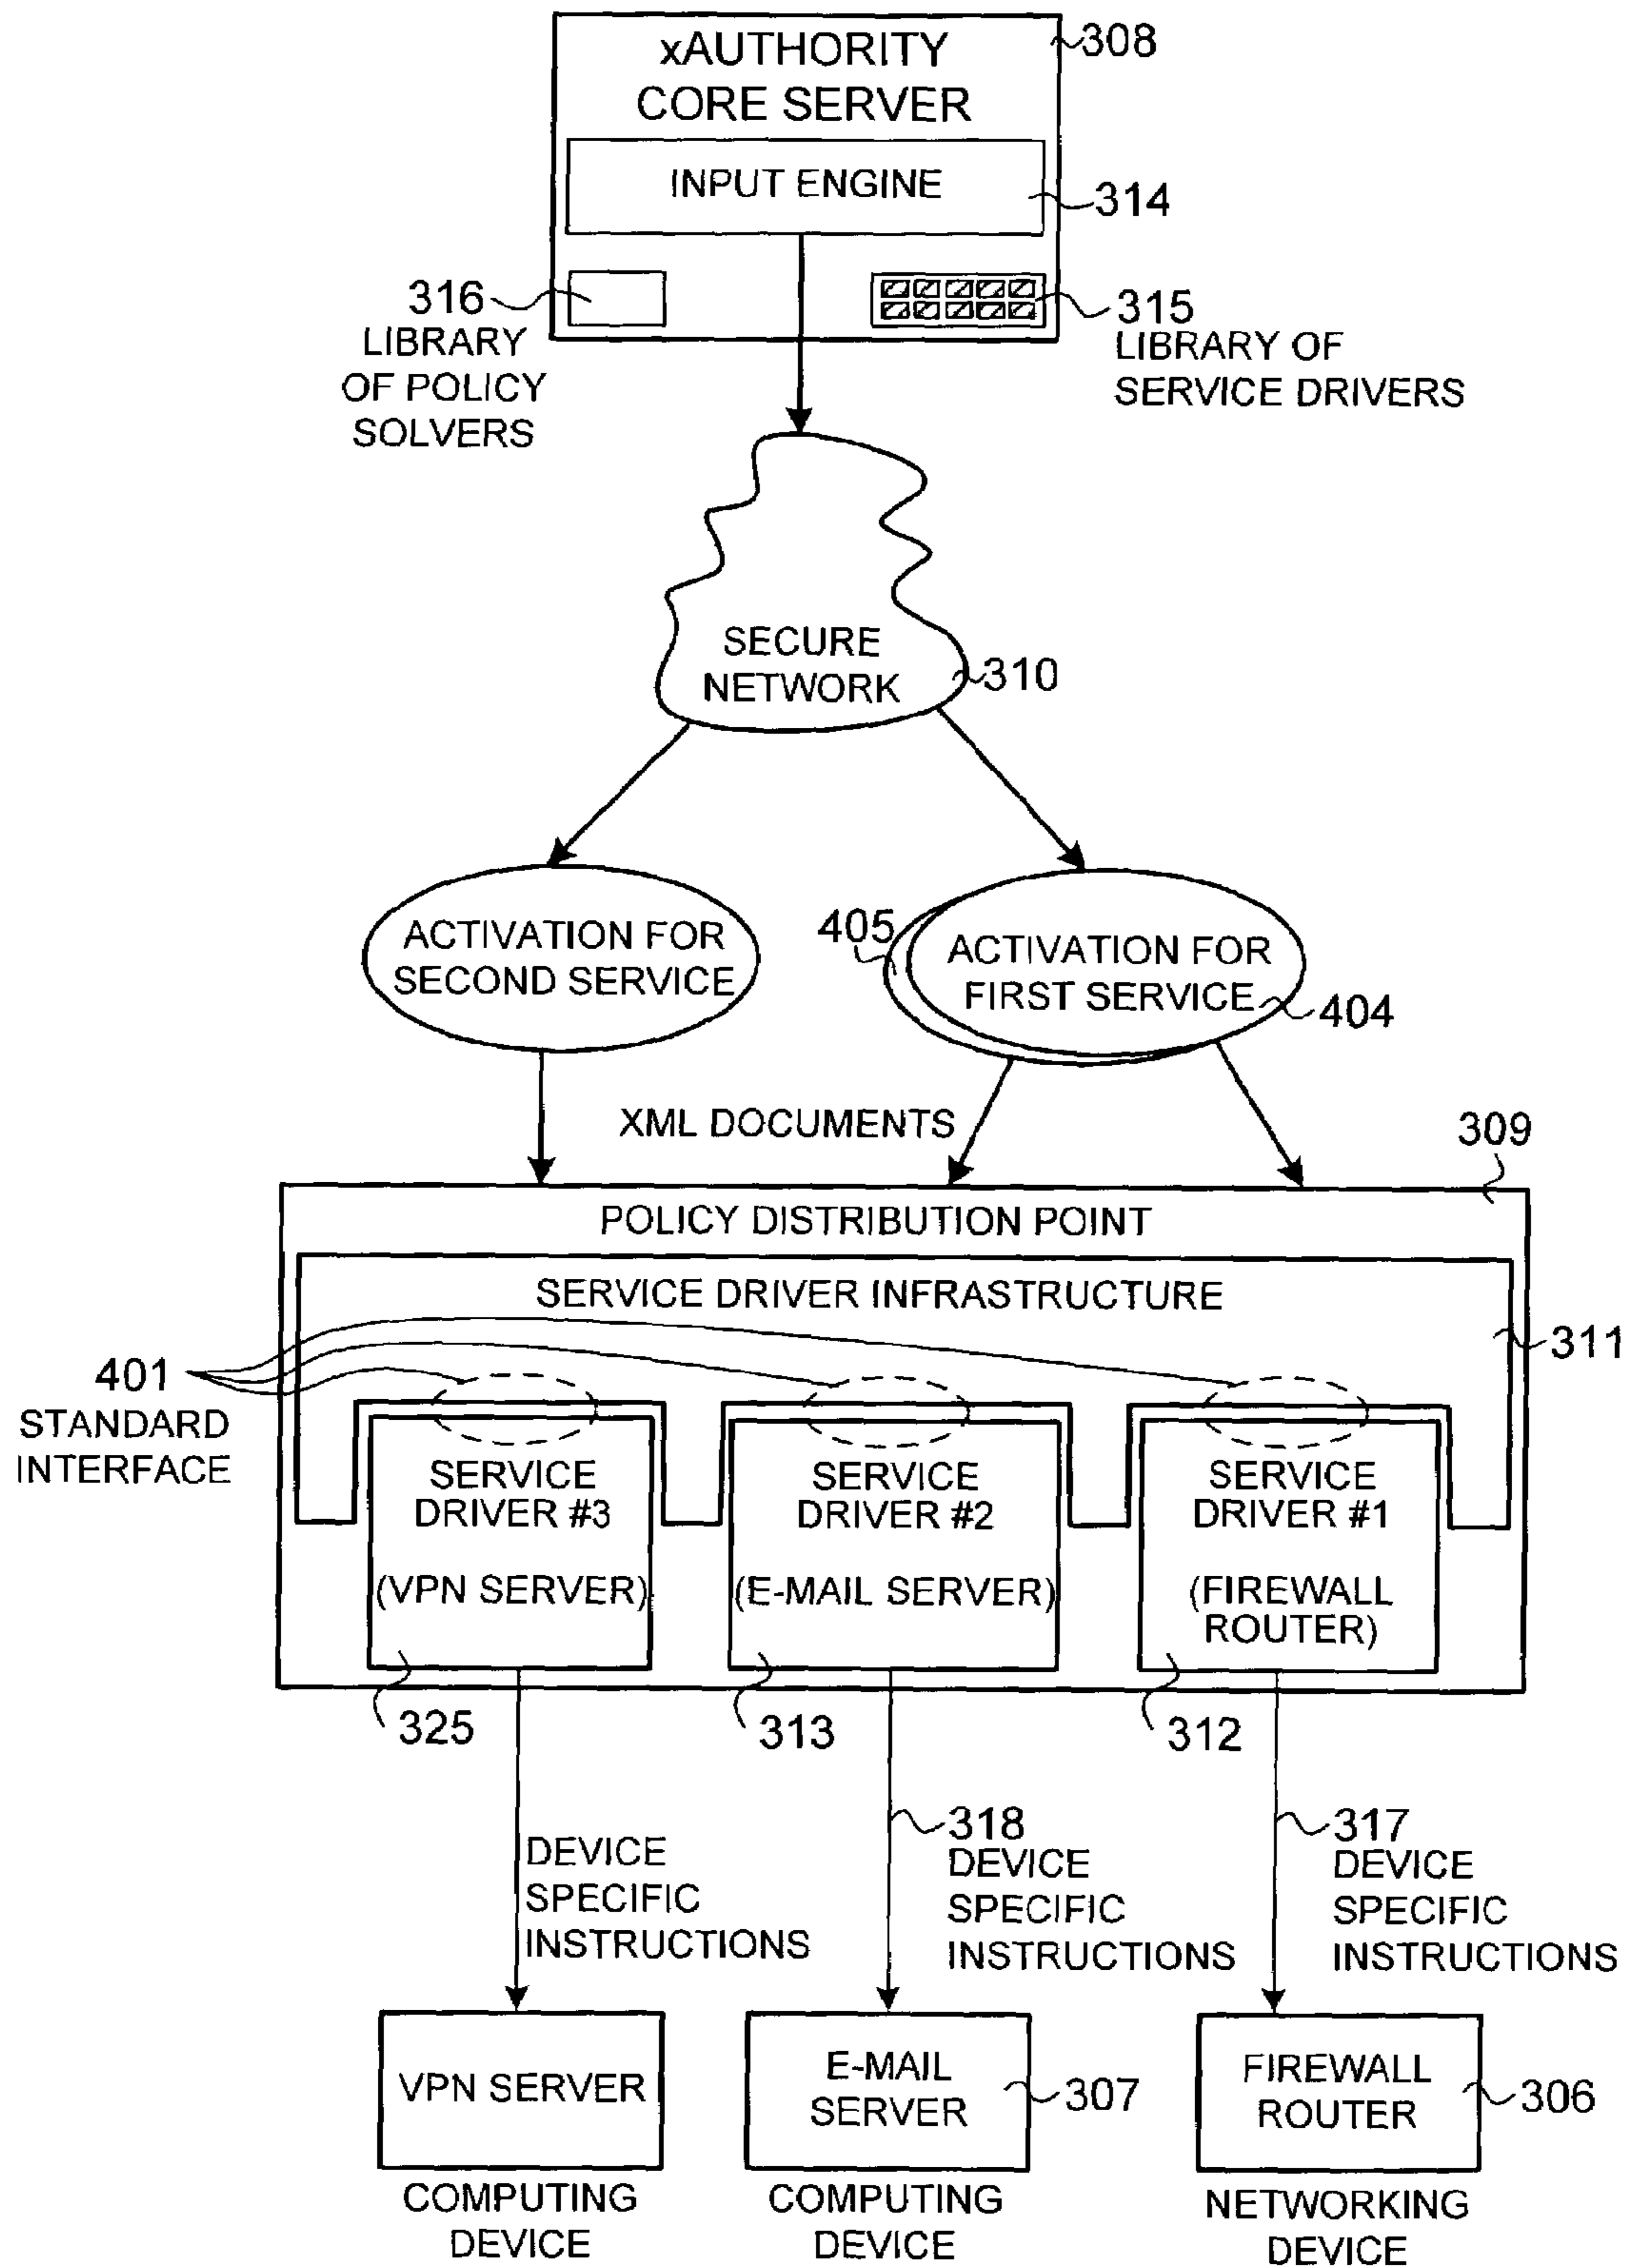 xAUTHORITY
CORE SERVER
308
INPUT ENGINE
314
316
LIBRARY
OF POLICY
SOLVERS
315
LIBRARY OF
SERVICE DRIVERS
SECURE
NETWORK
310
ACTIVATION FOR
SECOND SERVICE
405
ACTIVATION FOR
FIRST SERVICE
404
XML DOCUMENTS
309
POLICY DISTRIBUTION POINT
SERVICE DRIVER INFRASTRUCTURE
311
401
STANDARD
INTERFACE
SERVICE
DRIVER #3
(VPN SERVER)
SERVICE
DRIVER #2
(E-MAIL SERVER)
SERVICE
DRIVER #1
(FIREWALL
ROUTER)
325
313
312
DEVICE
SPECIFIC
INSTRUCTIONS
318
DEVICE
SPECIFIC
INSTRUCTIONS
317
DEVICE
SPECIFIC
INSTRUCTIONS
VPN SERVER
COMPUTING
DEVICE
E-MAIL
SERVER
307
COMPUTING
DEVICE
FIREWALL
ROUTER
306
NETWORKING
DEVICE